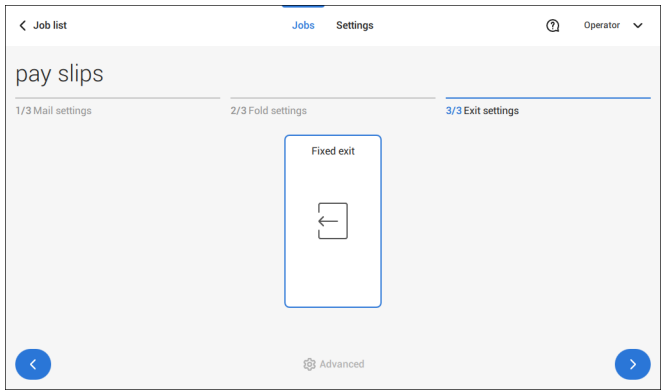 Job list
Jobs
Settings
Operator
pay slips
1/3 Mail settings
2/3 Fold settings
3/3 Exit settings
Fixed exit
Advanced